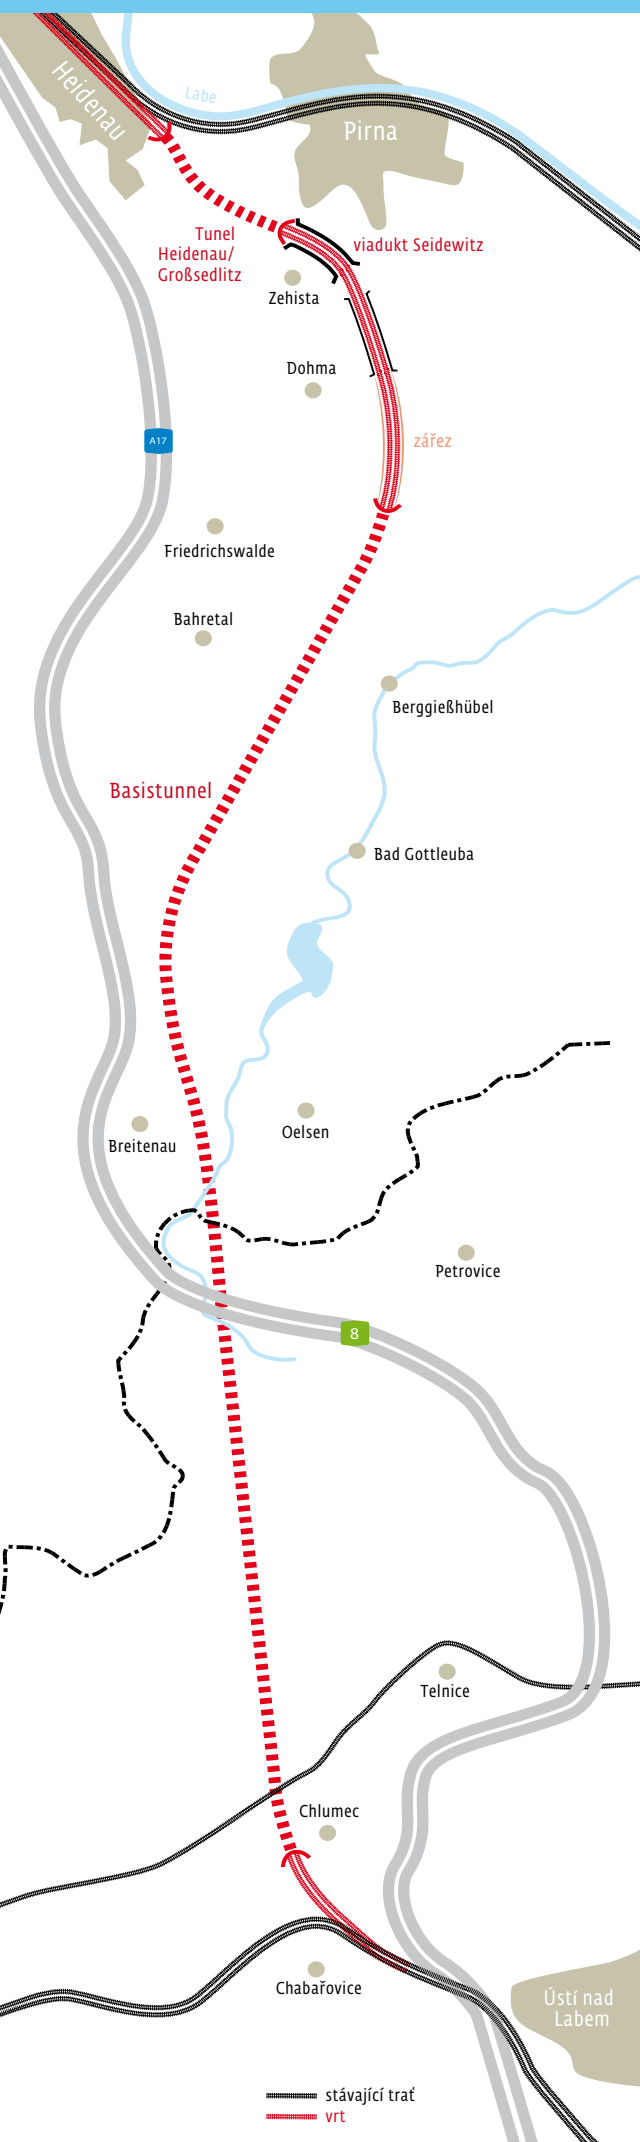 Heidenau
Labe
Pirna
Tunel
Heidenau/
Großsedlitz
viadukt Seidewitz
Zehista
Dohma
A17
zářez
Friedrichswalde
Bahretal
Berggießhübel
Basistunnel
Bad Gottleuba
Oelsen
Breitenau
Petrovice
8
Telnice
Chlumec
Chabařovice
Ústí nad
Labem
stávající trať
vrt